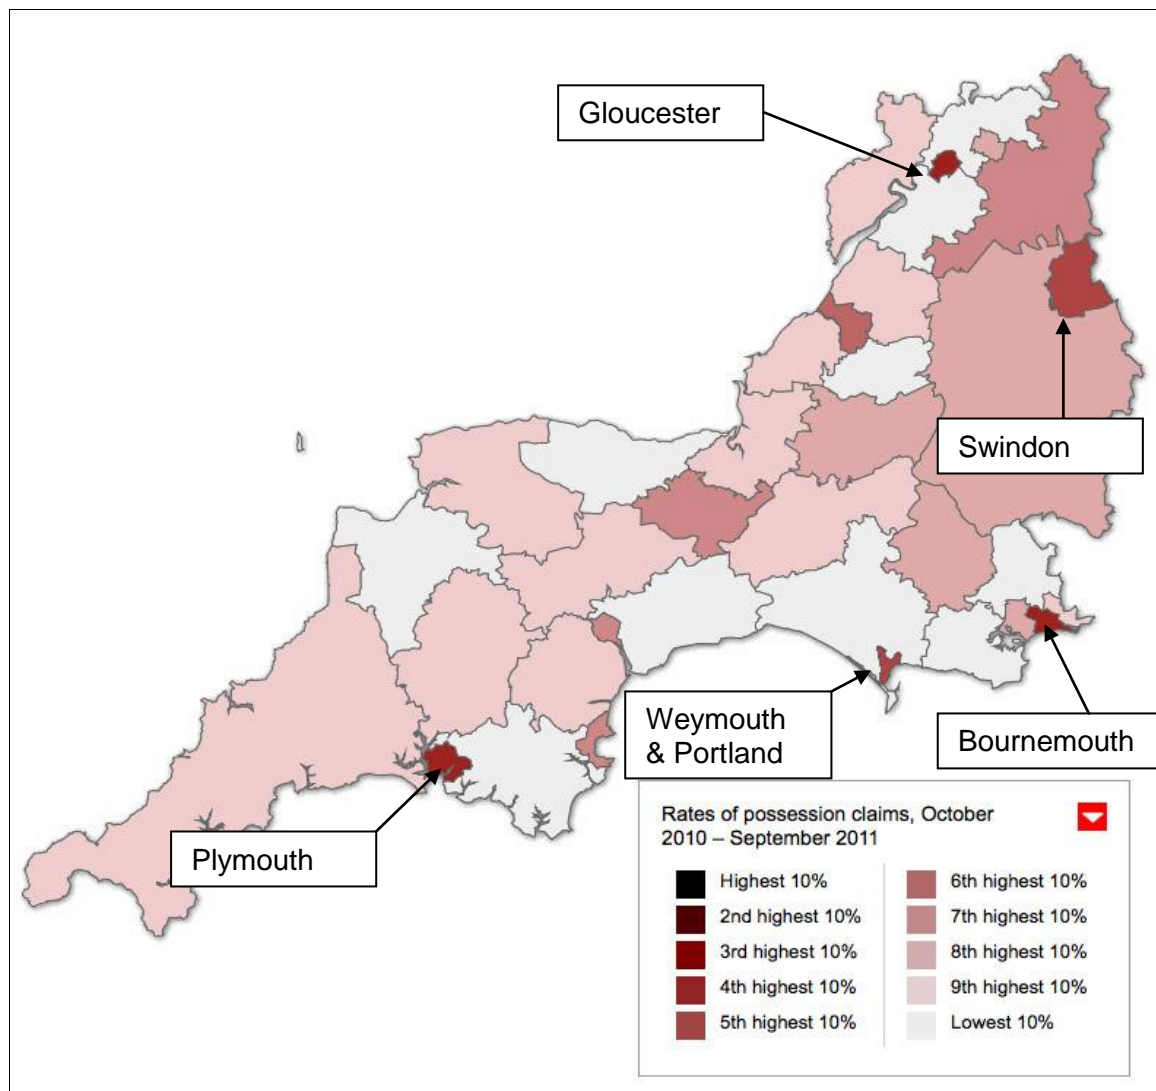 Gloucester
Swindon
Weymouth
& Portland
Bournemouth
Plymouth
Rates of possession claims, October
2010 – September 2011
Highest 10%
2nd highest 10%
3rd highest 10%
4th highest 10%
5th highest 10%
6th highest 10%
7th highest 10%
8th highest 10%
9th highest 10%
Lowest 10%